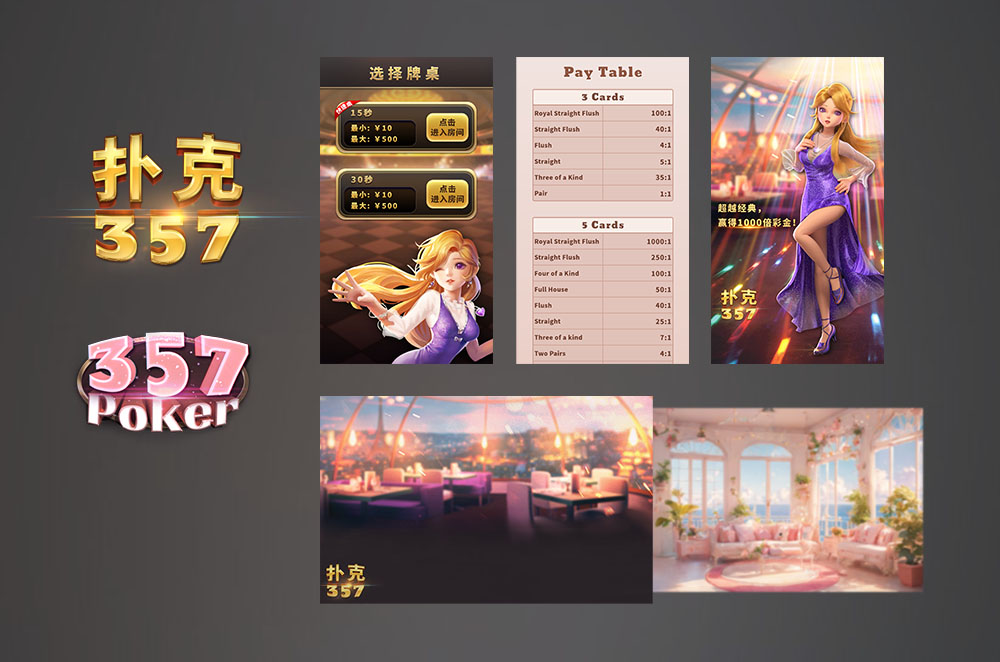 扑克
357
357
Poker
选择牌桌
快速桌
15秒
最小: ¥10
最大: ¥500
点击
进入房间
30秒
最小: ¥10
最大: ¥500
点击
进入房间
Pay Table
3 Cards
Royal Straight Flush 100:1
Straight Flush 40:1
Flush 4:1
Straight 5:1
Three of a Kind 35:1
Pair 1:1
5 Cards
Royal Straight Flush 1000:1
Straight Flush 250:1
Four of a Kind 100:1
Full House 50:1
Flush 40:1
Straight 25:1
Three of a kind 7:1
Two Pairs 4:1
超越经典，
赢得1000倍彩金！
扑克
357
扑克
357